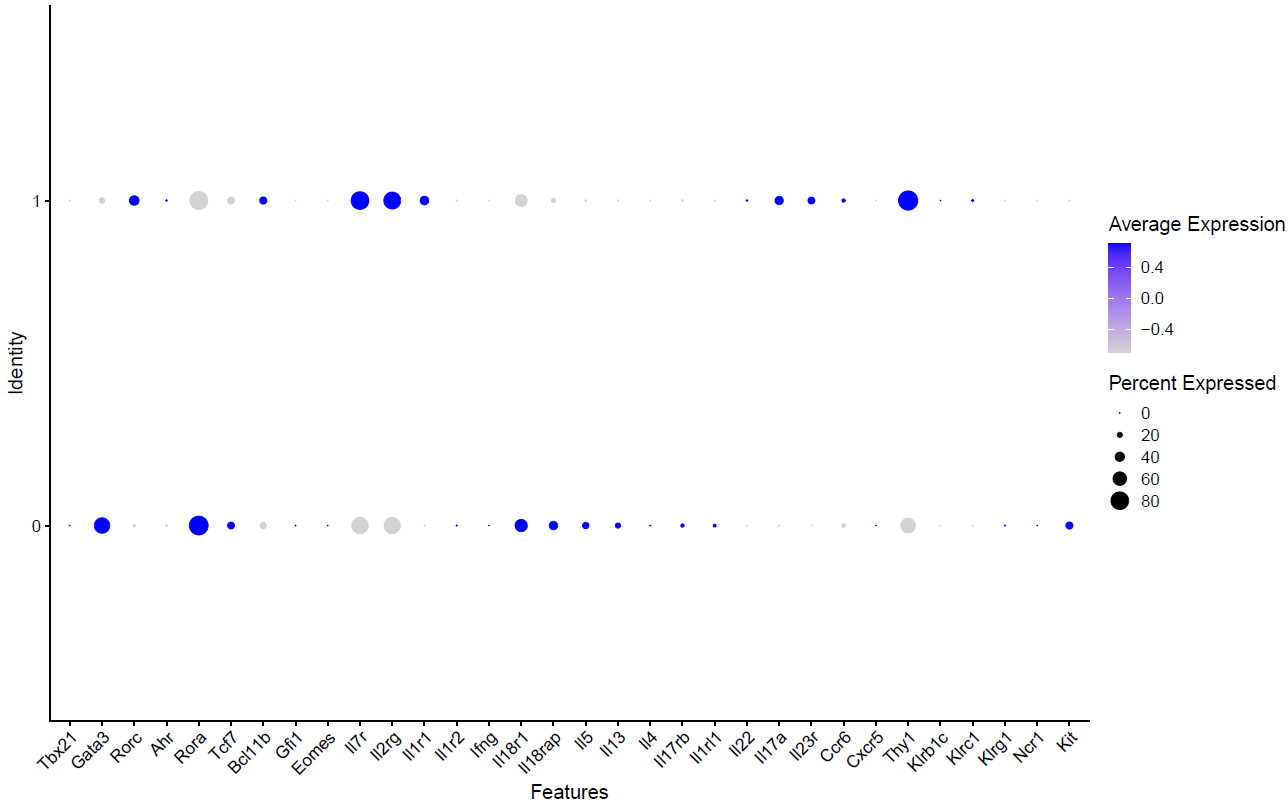 Identity
1
0
Tbx21
Gata3
Rorc
Ahr
Rora
Tcf7
Bcl11b
Gfi1
Eomes
Il7r
Il2rg
Il1r1
Il1r2
Ifng
Il18r1
Il18rap
Il5
Il13
Il4
Il17rb
Il1rl1
Il22
Il17a
Il23r
Ccr6
Cxcr5
Thy1
Klrb1c
Klrc1
Klrg1
Ncr1
Kit
Features
Average Expression
0.4
0.0
−0.4
Percent Expressed
0
20
40
60
80